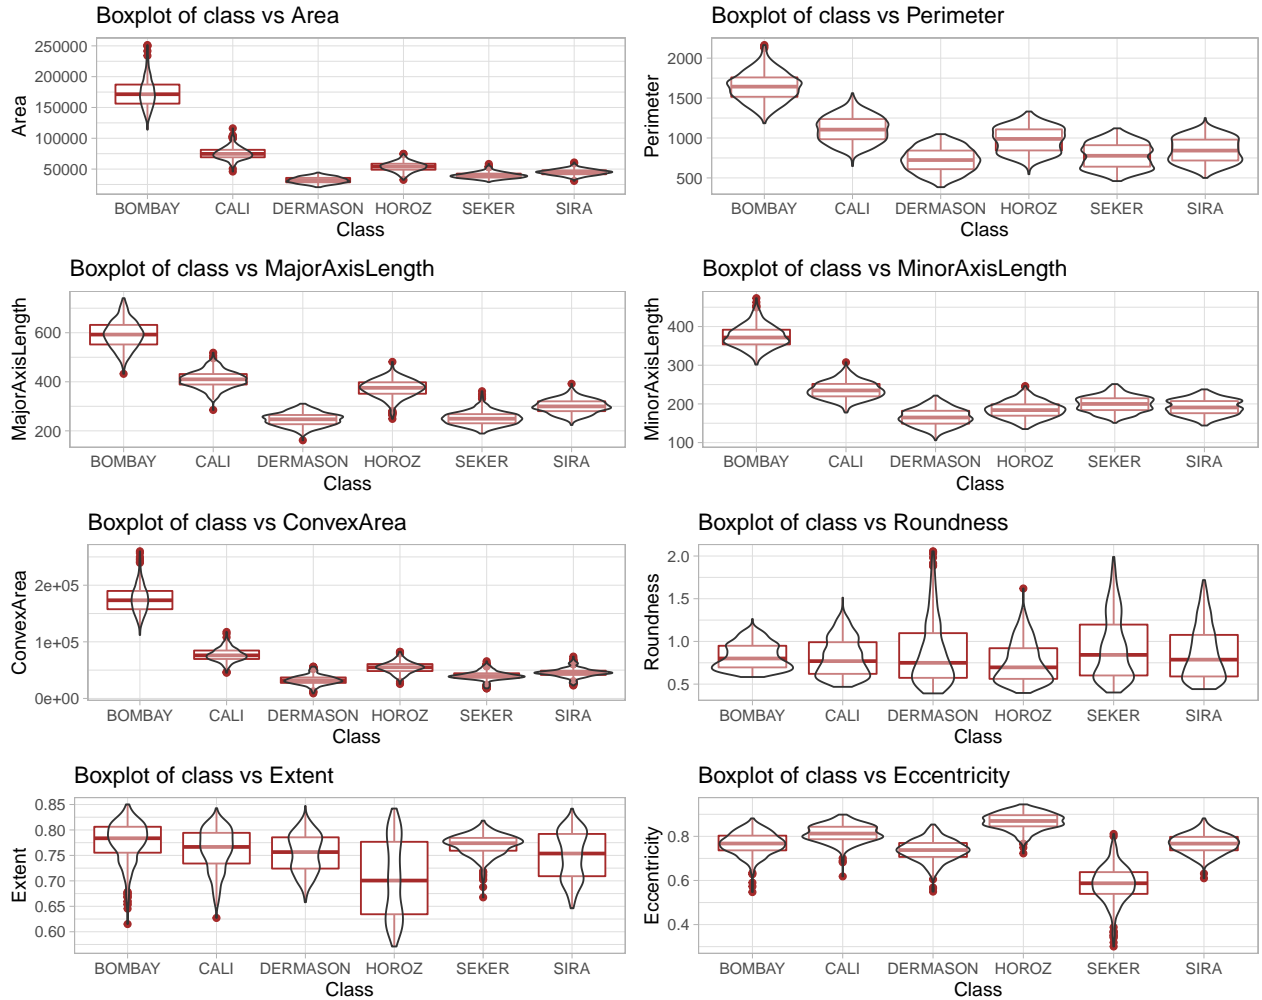 Boxplot of class vs Area
Area
250000
200000
150000
100000
50000
BOMBAY CALI DERMASON HOROZ SEKER SIRA
Class
Boxplot of class vs Perimeter
Perimeter
2000
1500
1000
500
BOMBAY CALI DERMASON HOROZ SEKER SIRA
Class
Boxplot of class vs MajorAxisLength
MajorAxisLength
600
400
200
BOMBAY CALI DERMASON HOROZ SEKER SIRA
Class
Boxplot of class vs MinorAxisLength
MinorAxisLength
400
300
200
100
BOMBAY CALI DERMASON HOROZ SEKER SIRA
Class
Boxplot of class vs ConvexArea
ConvexArea
2e+05
1e+05
0e+00
BOMBAY CALI DERMASON HOROZ SEKER SIRA
Class
Boxplot of class vs Roundness
Roundness
2.0
1.5
1.0
0.5
BOMBAY CALI DERMASON HOROZ SEKER SIRA
Class
Boxplot of class vs Extent
Extent
0.85
0.80
0.75
0.70
0.65
0.60
BOMBAY CALI DERMASON HOROZ SEKER SIRA
Class
Boxplot of class vs Eccentricity
Eccentricity
0.8
0.6
0.4
BOMBAY CALI DERMASON HOROZ SEKER SIRA
Class